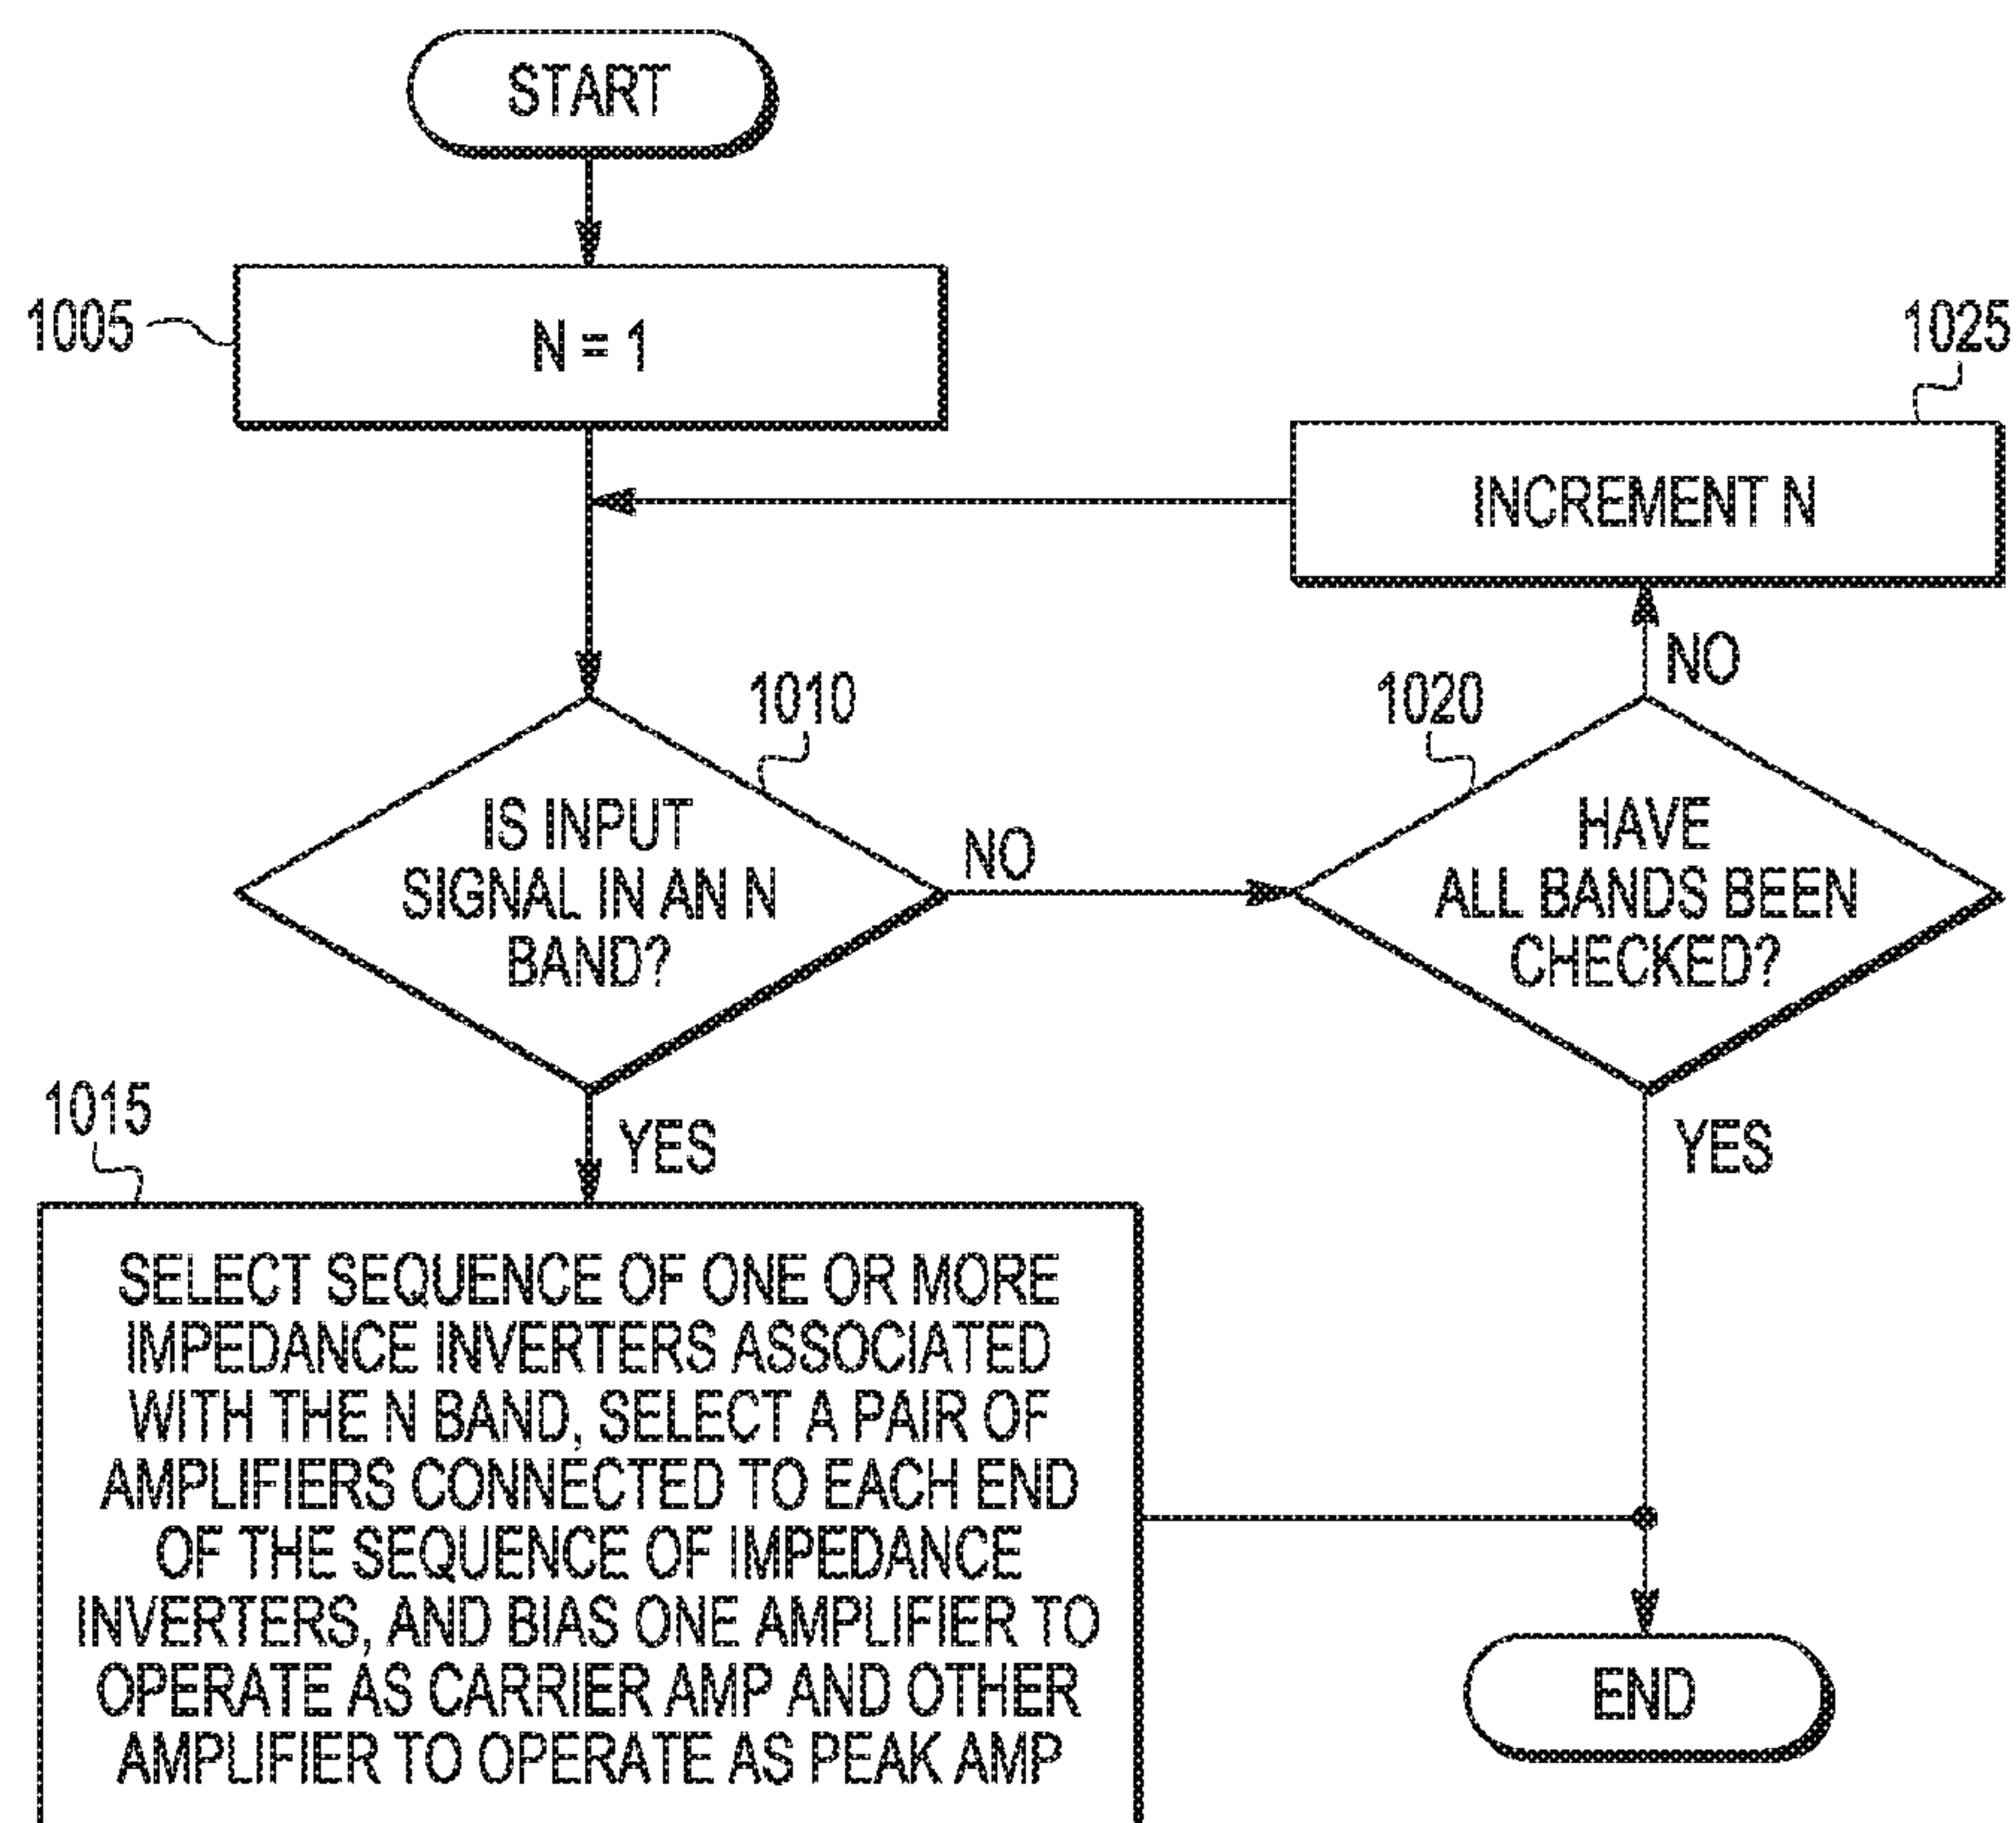 START
1005
N = 1
1025
INCREMENT N
NO
1010
1020
IS INPUT
SIGNAL IN AN N
BAND?
NO
HAVE
ALL BANDS BEEN
CHECKED?
1015
YES
YES
SELECT SEQUENCE OF ONE OR MORE
IMPEDANCE INVERTERS ASSOCIATED
WITH THE N BAND, SELECT A PAIR OF
AMPLIFIERS CONNECTED TO EACH END
OF THE SEQUENCE OF IMPEDANCE
INVERTERS, AND BIAS ONE AMPLIFIER TO
OPERATE AS CARRIER AMP AND OTHER
AMPLIFIER TO OPERATE AS PEAK AMP
END